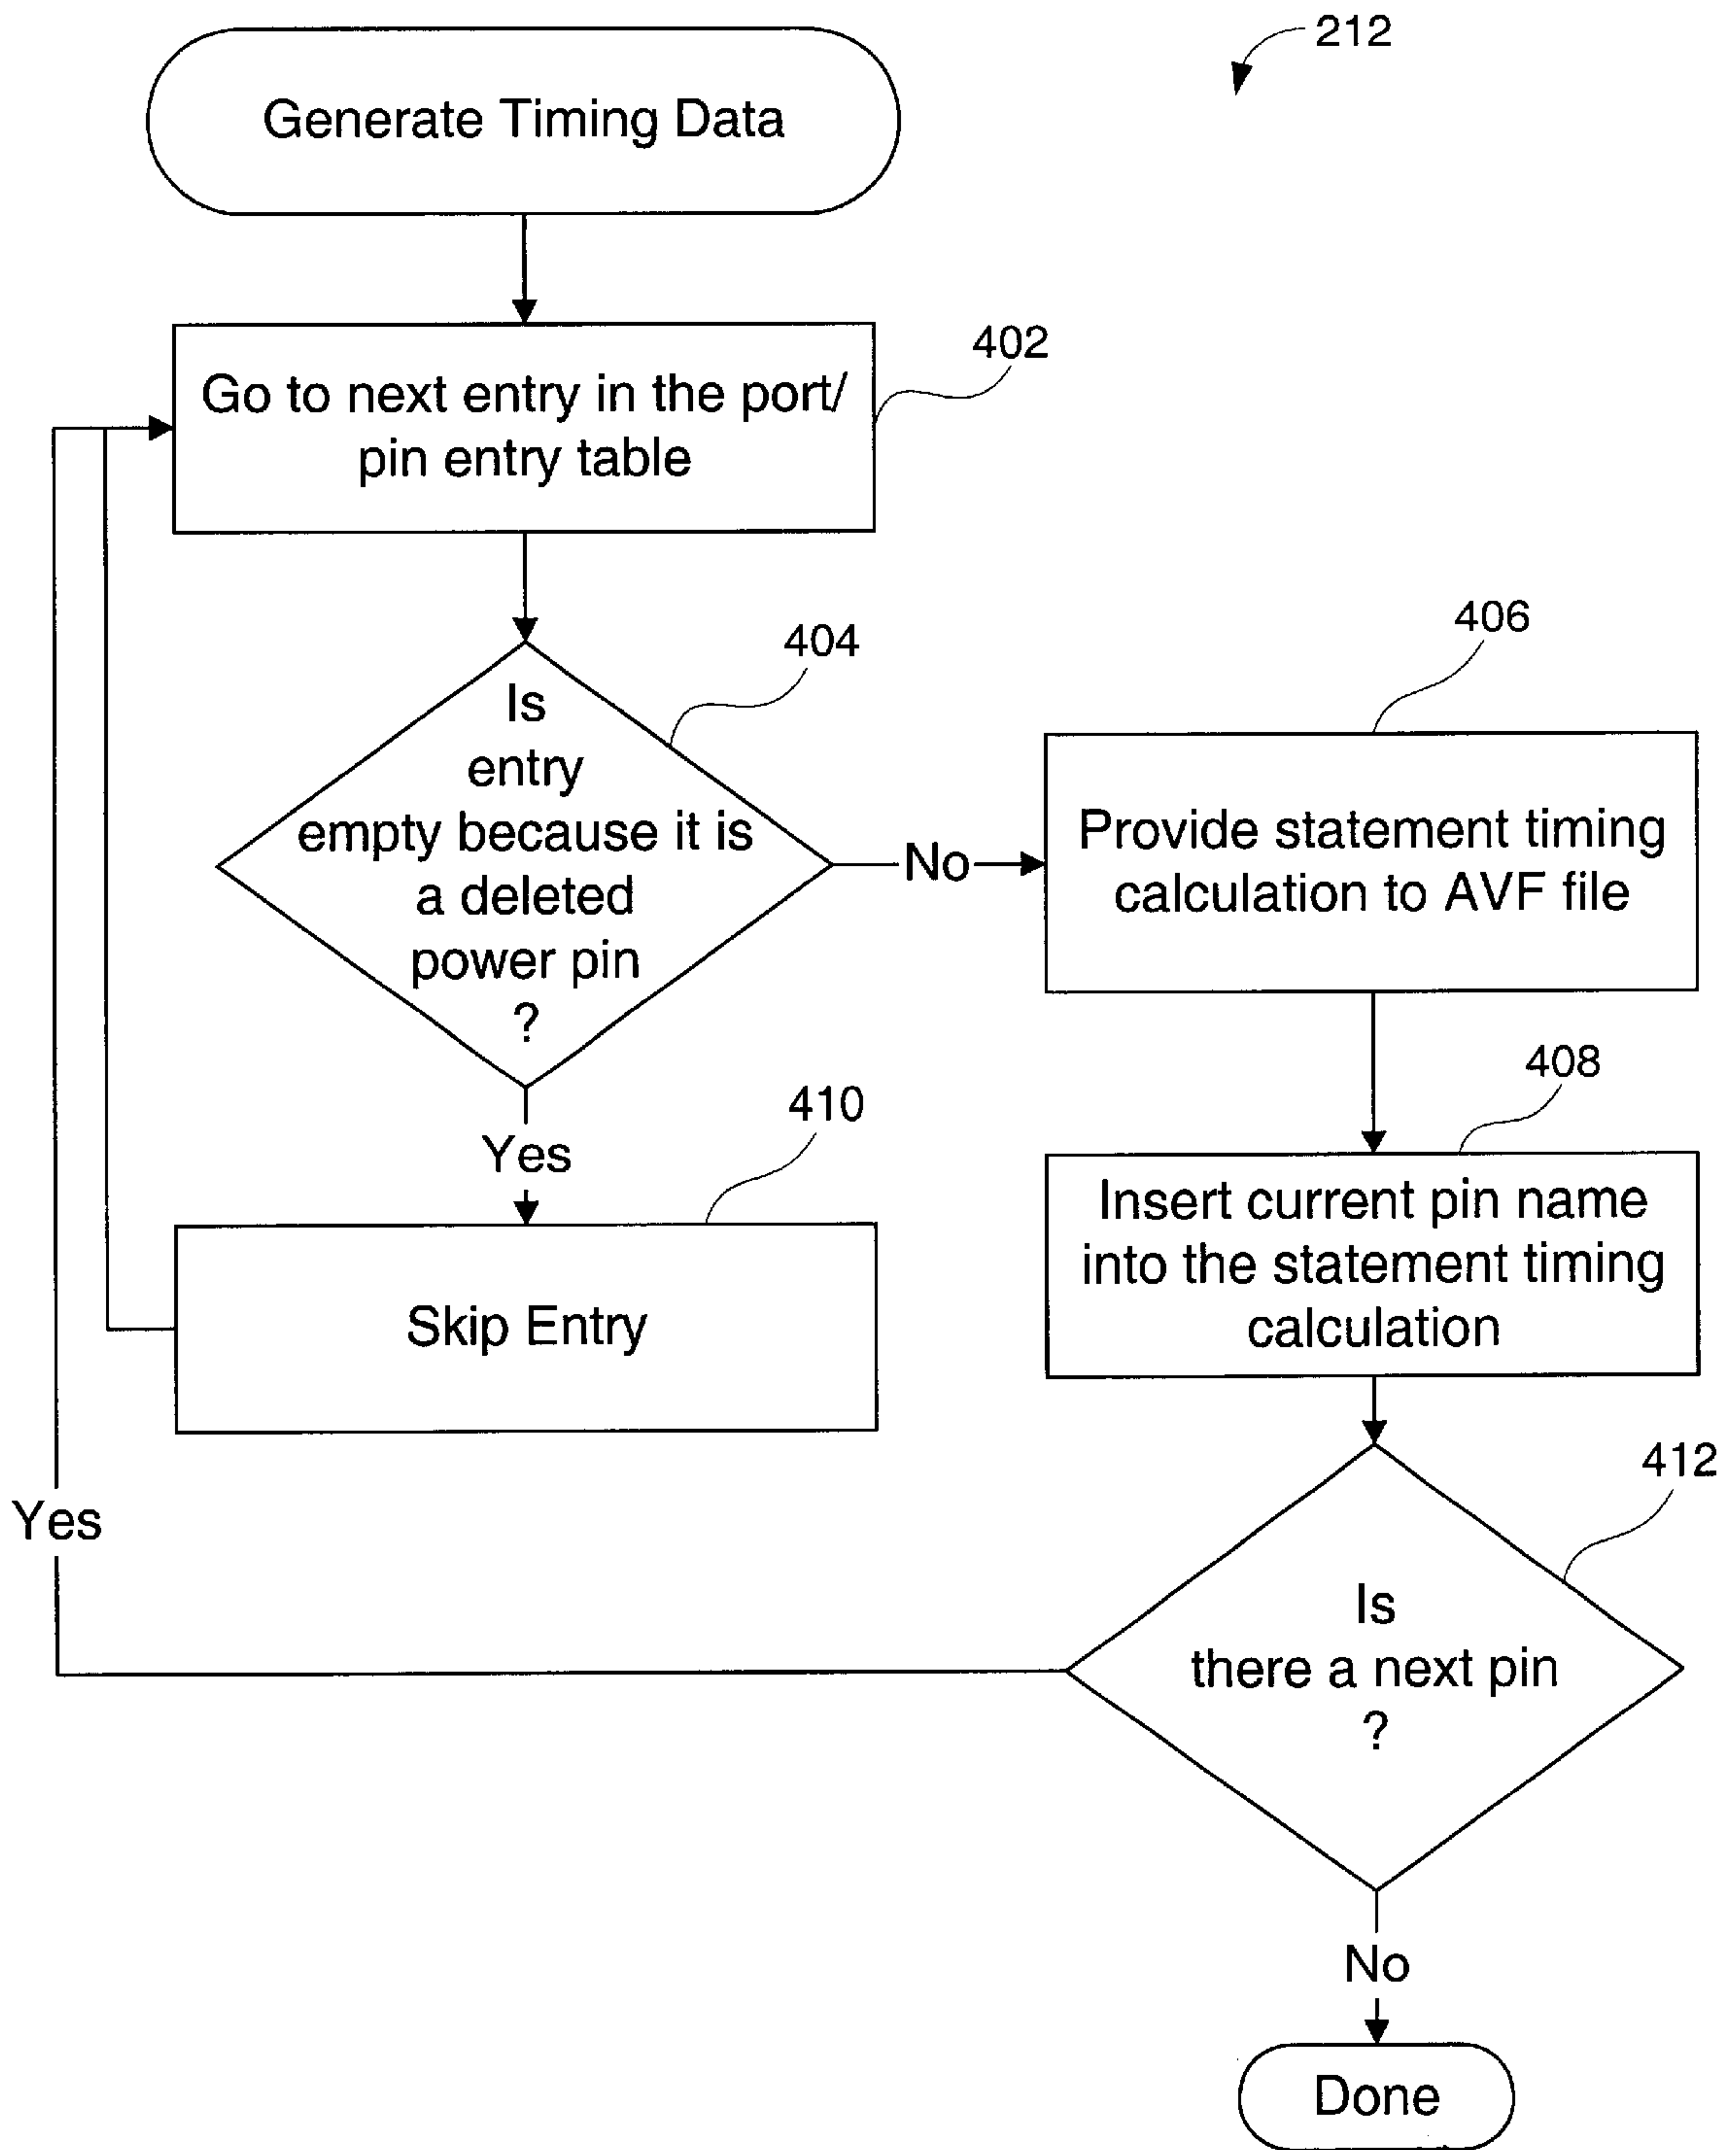 212
Generate Timing Data
402
Go to next entry in the port/
pin entry table
404
Is
entry
empty because it is
a deleted
power pin
?
No
406
Provide statement timing
calculation to AVF file
408
Insert current pin name
into the statement timing
calculation
Yes
410
Skip Entry
412
Is
there a next pin
?
Yes
No
Done